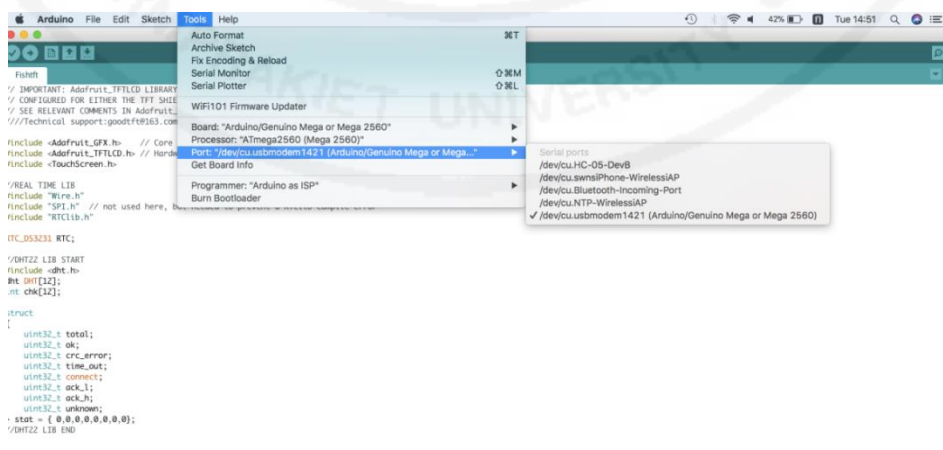 Arduino File Edit Sketch Tools Help 42% Tue 14:51
Auto Format ⌘T
Archive Sketch
Fix Encoding & Reload
Serial Monitor ⇧⌘M
Serial Plotter ⇧⌘L
WiFi101 Firmware Updater
Board: "Arduino/Genuino Mega or Mega 2560"
Processor: "ATmega2560 (Mega 2560)"
Port: "/dev/cu.usbmodem1421 (Arduino/Genuino Mega or Mega..."
Get Board Info
Programmer: "Arduino as ISP"
Burn Bootloader
Serial ports
/dev/cu.HC-05-DevB
/dev/cu.swnsiPhone-WirelessiAP
/dev/cu.Bluetooth-Incoming-Port
/dev/cu.NTP-WirelessiAP
✓ /dev/cu.usbmodem1421 (Arduino/Genuino Mega or Mega 2560)
Fishtft
/ IMPORTANT: Adafruit_TFTLCD LIBRARY
/ CONFIGURED FOR EITHER THE TFT SHIE
/ SEE RELEVANT COMMENTS IN Adafruit_
///Technical support:goodtft@163.com
include <Adafruit_GFX.h> // Core
include <Adafruit_TFTLCD.h> // Hardw
include <TouchScreen.h>
/REAL TIME LIB
include "Wire.h"
include "SPI.h" // not used here, bu
include "RTClib.h"
TC_DS3231 RTC;
/DHT22 LIB START
include <dht.h>
ht DHT[12];
nt chk[12];
struct
{
uint32_t total;
uint32_t ok;
uint32_t crc_error;
uint32_t time_out;
uint32_t connect;
uint32_t ack_l;
uint32_t ack_h;
uint32_t unknown;
stat = { 0,0,0,0,0,0,0,0};
/DHT22 LIB END
UNIVERSITY